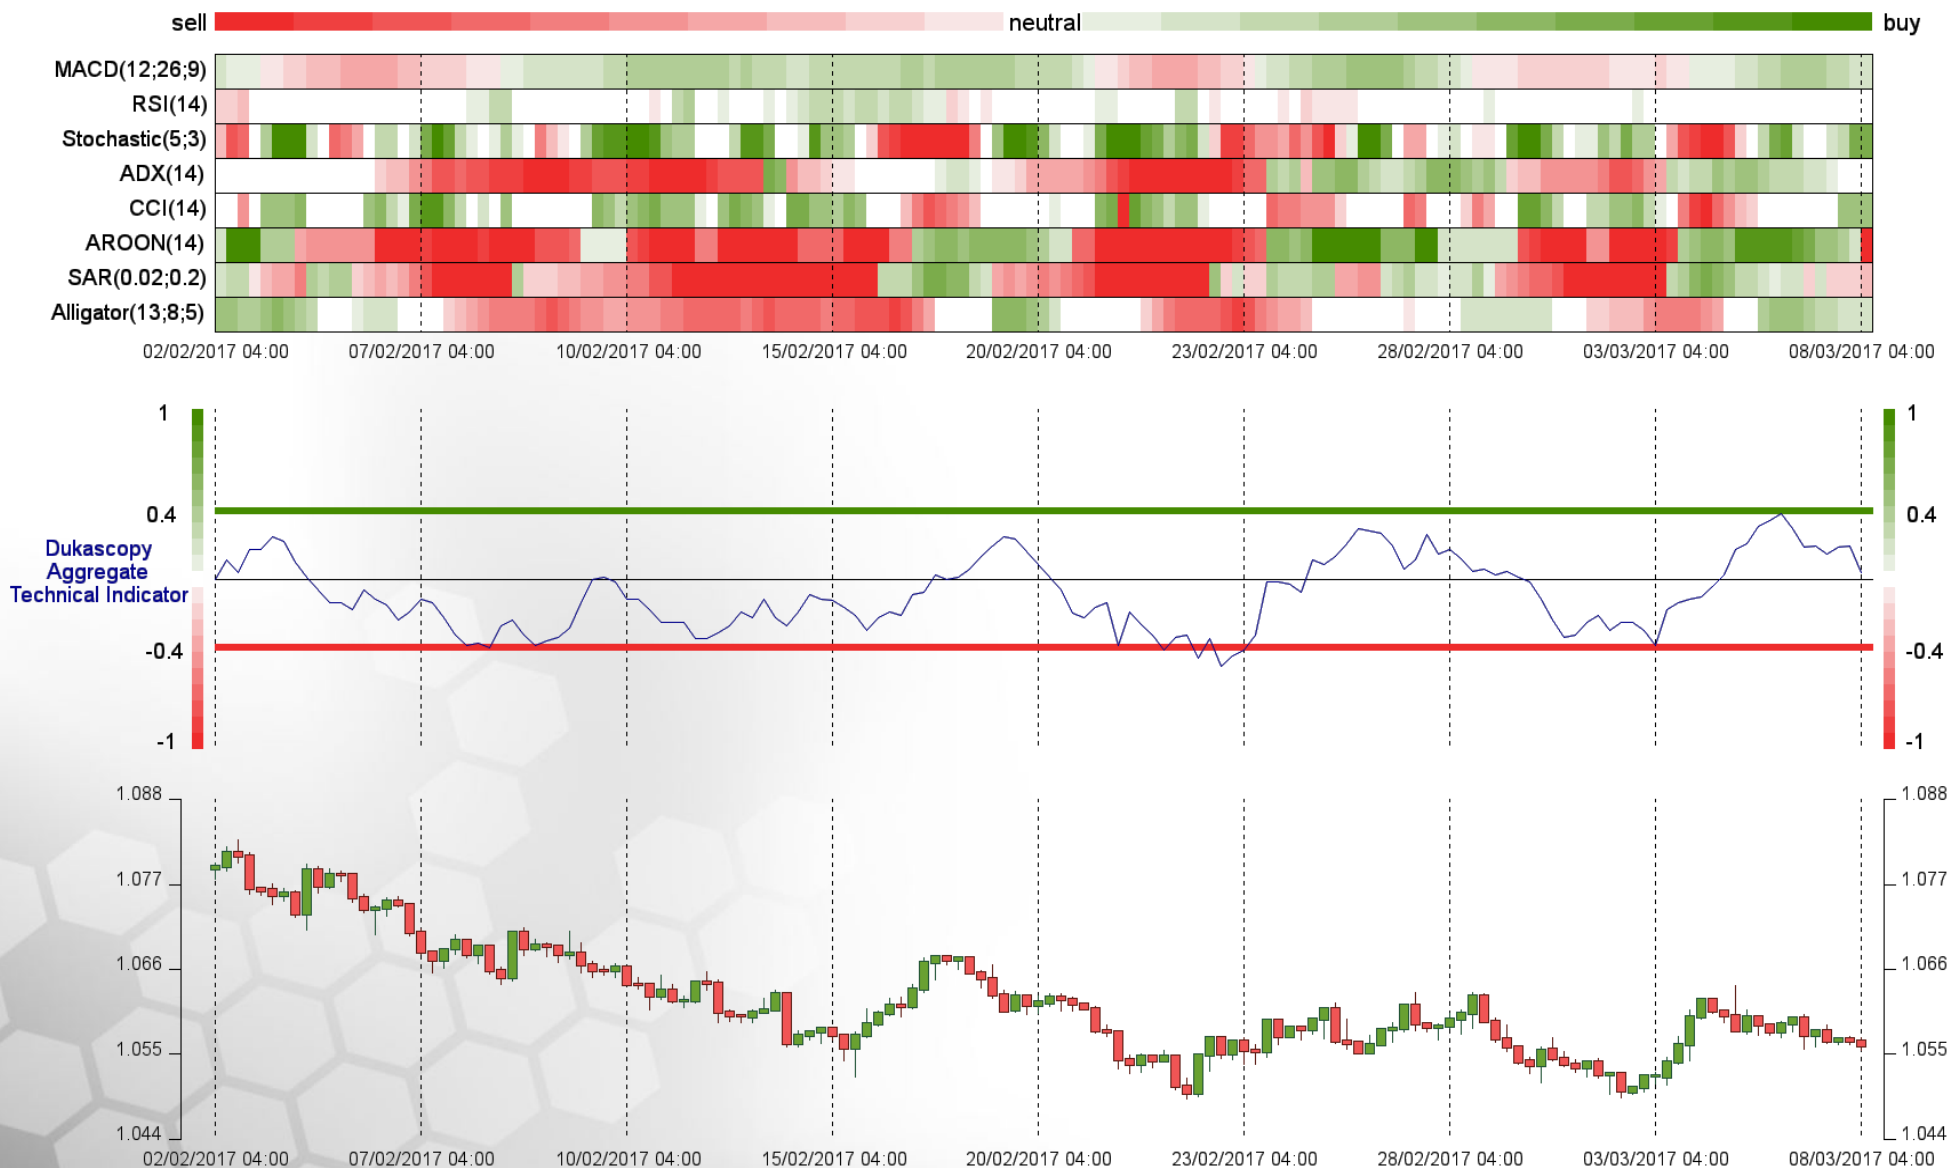 sell neutral buy
MACD(12;26;9)
RSI(14)
Stochastic(5;3)
ADX(14)
CCI(14)
AROON(14)
SAR(0.02;0.2)
Alligator(13;8;5)
02/02/2017 04:00 07/02/2017 04:00 10/02/2017 04:00 15/02/2017 04:00 20/02/2017 04:00 23/02/2017 04:00 28/02/2017 04:00 03/03/2017 04:00 08/03/2017 04:00
1 1
0.4 0.4
Dukascopy
Aggregate
Technical Indicator
-0.4 -0.4
-1 -1
1.088 1.088
1.077 1.077
1.066 1.066
1.055 1.055
1.044 1.044
02/02/2017 04:00 07/02/2017 04:00 10/02/2017 04:00 15/02/2017 04:00 20/02/2017 04:00 23/02/2017 04:00 28/02/2017 04:00 03/03/2017 04:00 08/03/2017 04:00